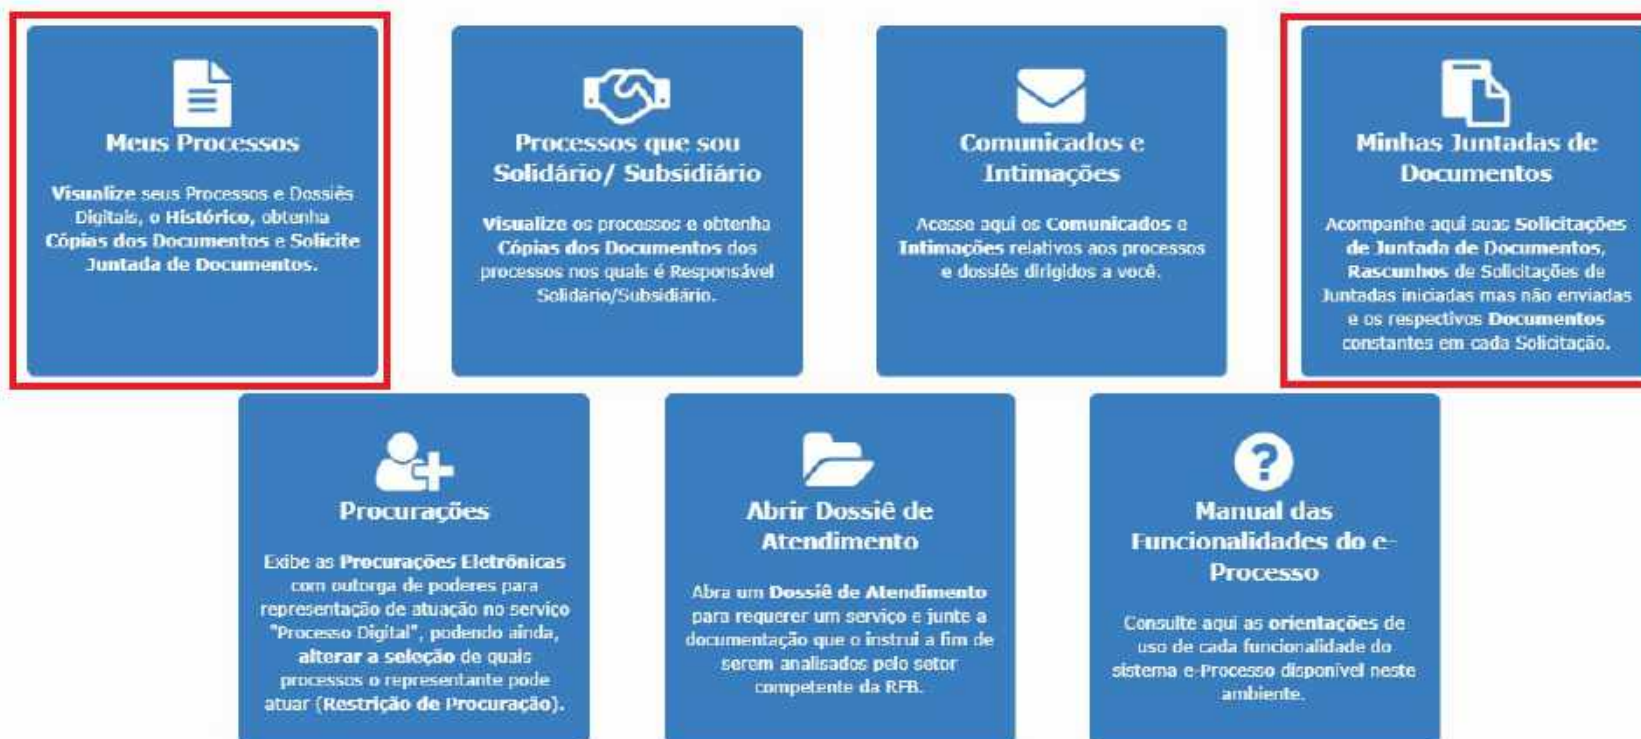 Meus Processos
Visualize seus Processos e Dossiês
Digitais, o Histórico, obtenha
Cópias dos Documentos e Solicite
Juntada de Documentos.
Processos que sou
Solidário/ Subsidiário
Visualize os processos e obtenha
Cópias dos Documentos dos
processos nos quais é Responsável
Solidário/Subsidiário.
Comunicados e
Intimações
Acesse aqui os Comunicados e
Intimações relativos aos processos
e dossiês dirigidos a você.
Minhas Juntadas de
Documentos
Acompanhe aqui suas Solicitações
de Juntada de Documentos,
Rascunhos de Solicitações de
Juntadas iniciadas mas não enviadas
e os respectivos Documentos
constantes em cada Solicitação.
Procurações
Exibe as Procurações Eletrônicas
com outorga de poderes para
representação de atuação no serviço
"Processo Digital", podendo ainda,
alterar a seleção de quais
processos o representante pode
atuar (Restrição de Procuração).
Abrir Dossiê de
Atendimento
Abra um Dossiê de Atendimento
para requerer um serviço e junte a
documentação que o instrui a fim de
serem analisados pelo setor
competente da RFB.
Manual das
Funcionalidades do e-
Processo
Consulte aqui as orientações de
uso de cada funcionalidade do
sistema e-Processo disponível neste
ambiente.